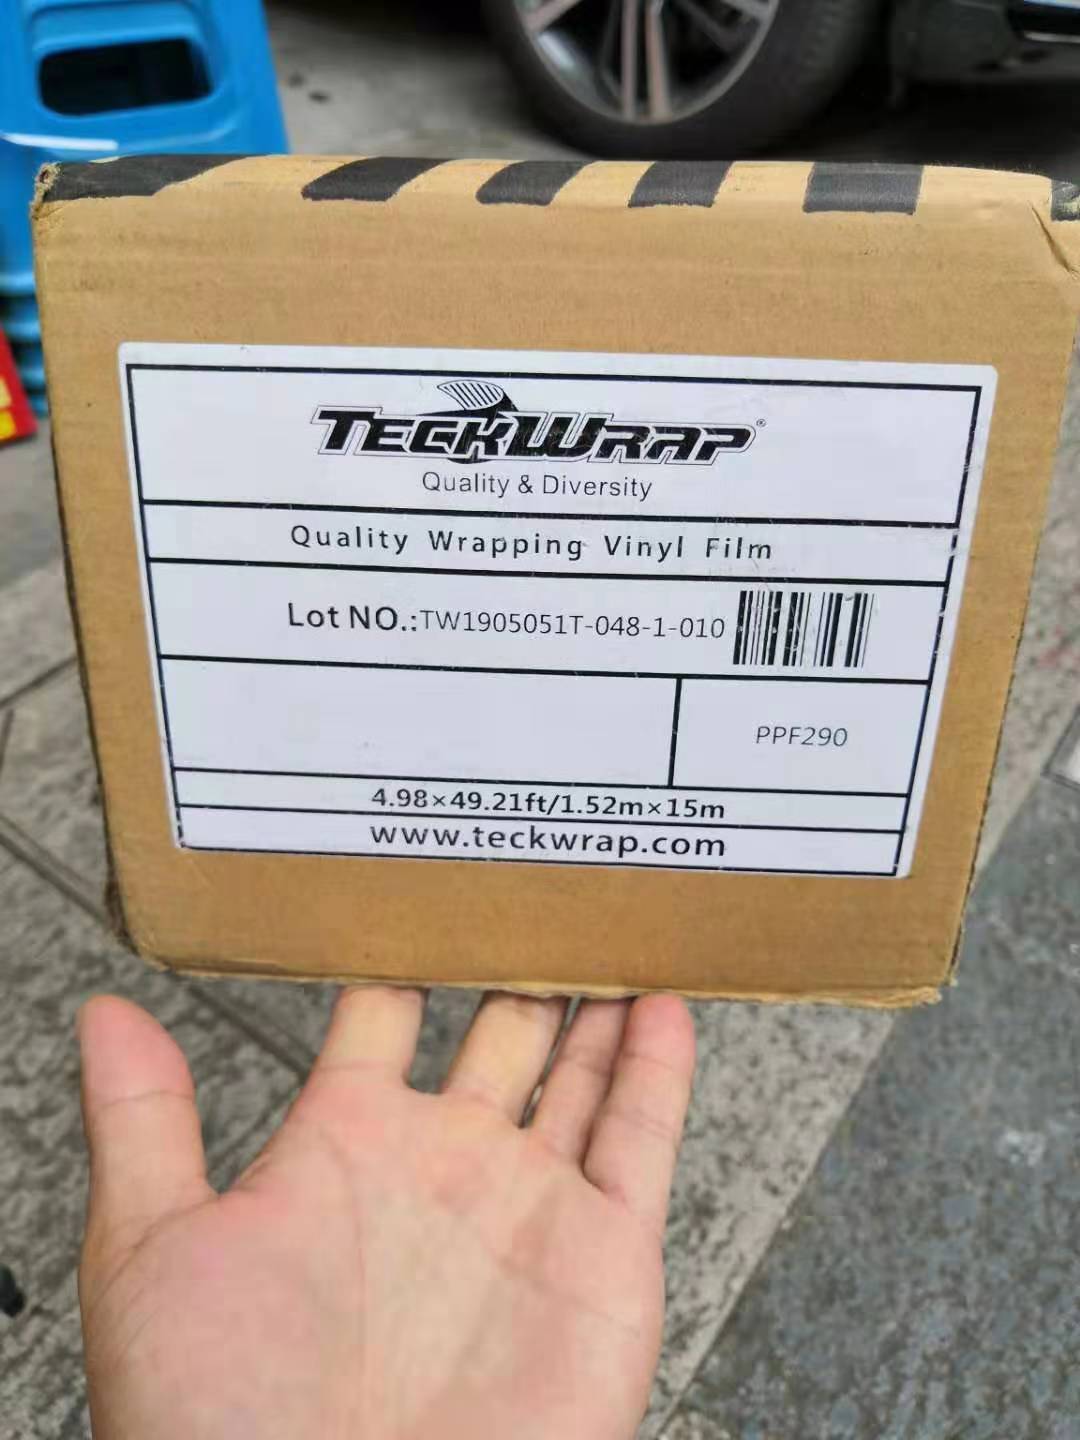 TECKWRAP®
Quality & Diversity
Quality Wrapping Vinyl Film
Lot NO.:TW1905051T-048-1-010
PPF290
4.98×49.21ft/1.52m×15m
www.teckwrap.com